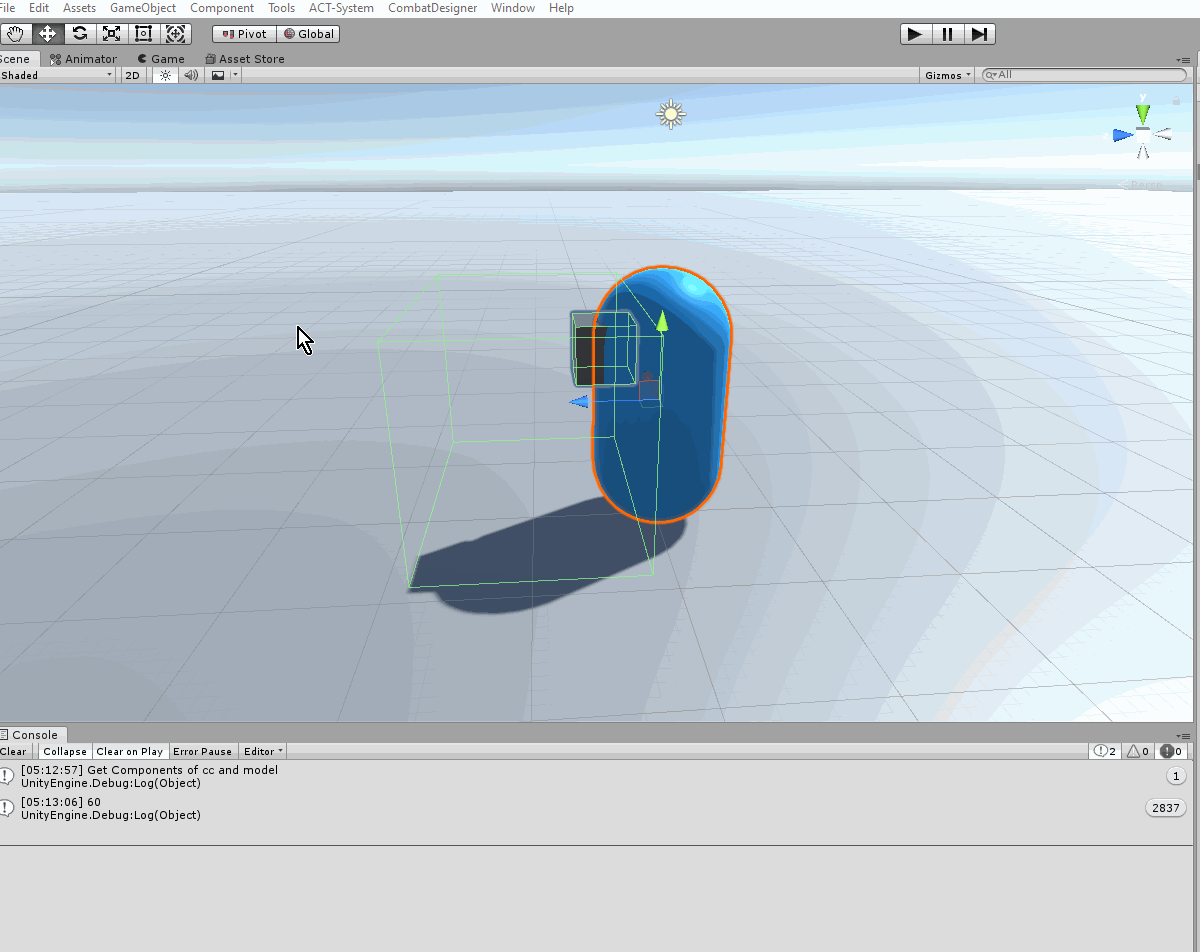 File Edit Assets GameObject Component Tools ACT-System CombatDesigner Window Help
Pivot Global
Scene Animator Game Asset Store
Shaded 2D Gizmos All
y
Console
Clear Collapse Clear on Play Error Pause Editor 2 0 0
[05:12:57] Get Components of cc and model
UnityEngine.Debug:Log(Object)
1
[05:13:06] 60
UnityEngine.Debug:Log(Object)
2837